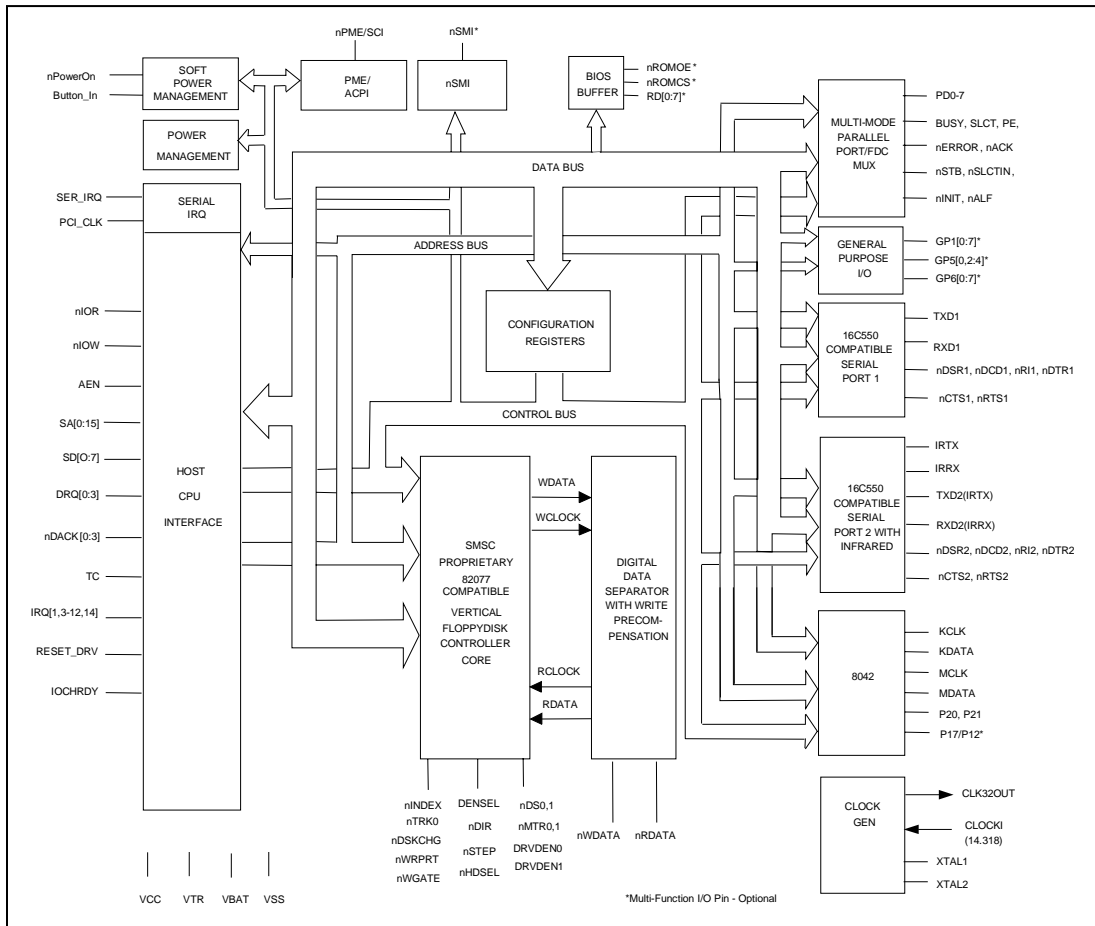 nPME/SCI
nSMI*
nPowerOn
Button_In
SOFT
POWER
MANAGEMENT
PME/
ACPI
nSMI
BIOS
BUFFER
nROMOE*
nROMCS*
RD[0:7]*
POWER
MANAGEMENT
MULTI-MODE
PARALLEL
PORT/FDC
MUX
PD0-7
BUSY, SLCT, PE,
nERROR, nACK
nSTB, nSLCTIN,
nINIT, nALF
DATA BUS
SER_IRQ
PCI_CLK
SERIAL
IRQ
ADDRESS BUS
GENERAL
PURPOSE
I/O
GP1[0:7]*
GP5[0,2:4]*
GP6[0:7]*
CONFIGURATION
REGISTERS
16C550
COMPATIBLE
SERIAL
PORT 1
TXD1
RXD1
nDSR1, nDCD1, nRI1, nDTR1
nCTS1, nRTS1
CONTROL BUS
nIOR
nIOW
AEN
SA[0:15]
SD[O:7]
DRQ[0:3]
nDACK[0:3]
TC
IRQ[1,3-12,14]
RESET_DRV
IOCHRDY
HOST
CPU
INTERFACE
SMSC
PROPRIETARY
82077
COMPATIBLE
VERTICAL
FLOPPYDISK
CONTROLLER
CORE
WDATA
WCLOCK
RCLOCK
RDATA
DIGITAL
DATA
SEPARATOR
WITH WRITE
PRECOM-
PENSATION
16C550
COMPATIBLE
SERIAL
PORT 2 WITH
INFRARED
IRTX
IRRX
TXD2(IRTX)
RXD2(IRRX)
nDSR2, nDCD2, nRI2, nDTR2
nCTS2, nRTS2
8042
KCLK
KDATA
MCLK
MDATA
P20, P21
P17/P12*
CLOCK
GEN
CLK32OUT
CLOCKI
(14.318)
XTAL1
XTAL2
nINDEX
nTRK0
nDSKCHG
nWRPRT
nWGATE
DENSEL
nDIR
nSTEP
nHDSEL
nDS0,1
nMTR0,1
DRVDEN0
DRVDEN1
nWDATA
nRDATA
VCC
VTR
VBAT
VSS
*Multi-Function I/O Pin - Optional